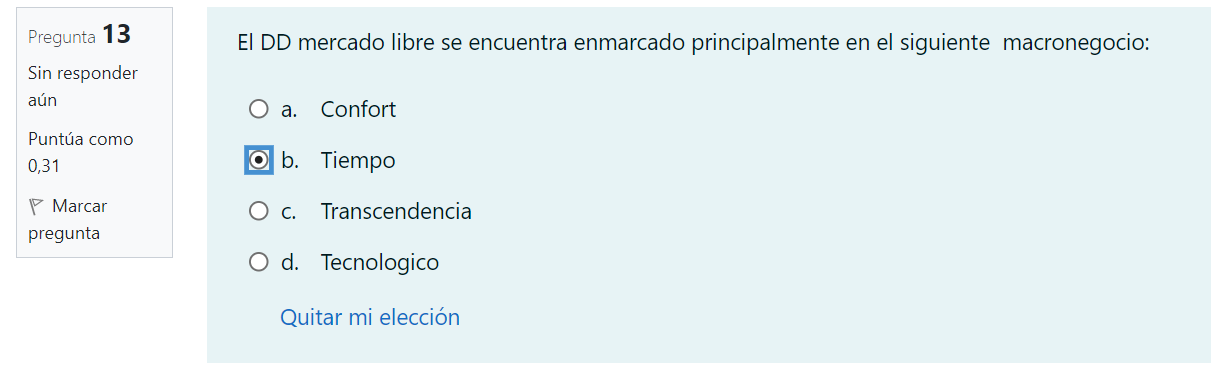 Pregunta 13
Sin responder
aún
Puntúa como
0,31
Marcar
pregunta
El DD mercado libre se encuentra enmarcado principalmente en el siguiente macronegocio:
a. Confort
b. Tiempo
c. Transcendencia
d. Tecnologico
Quitar mi elección